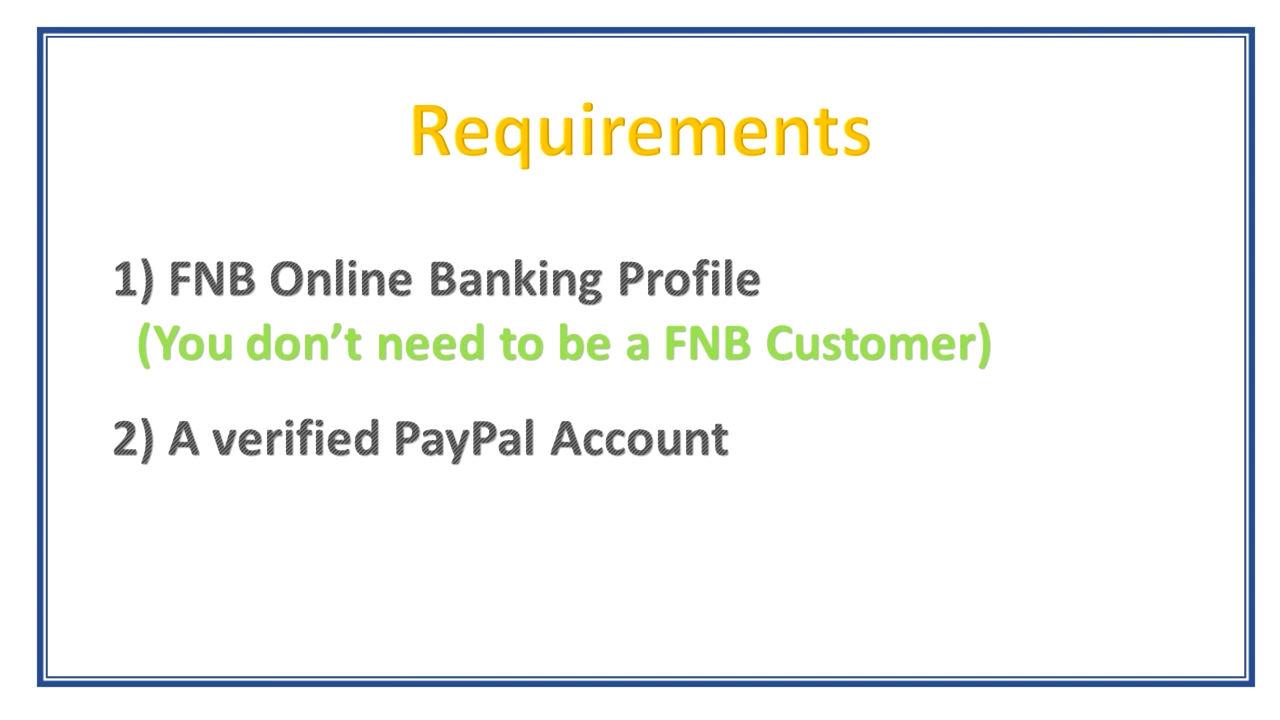 Requirements
1) FNB Online Banking Profile
(You don’t need to be a FNB Customer)
2) A verified PayPal Account